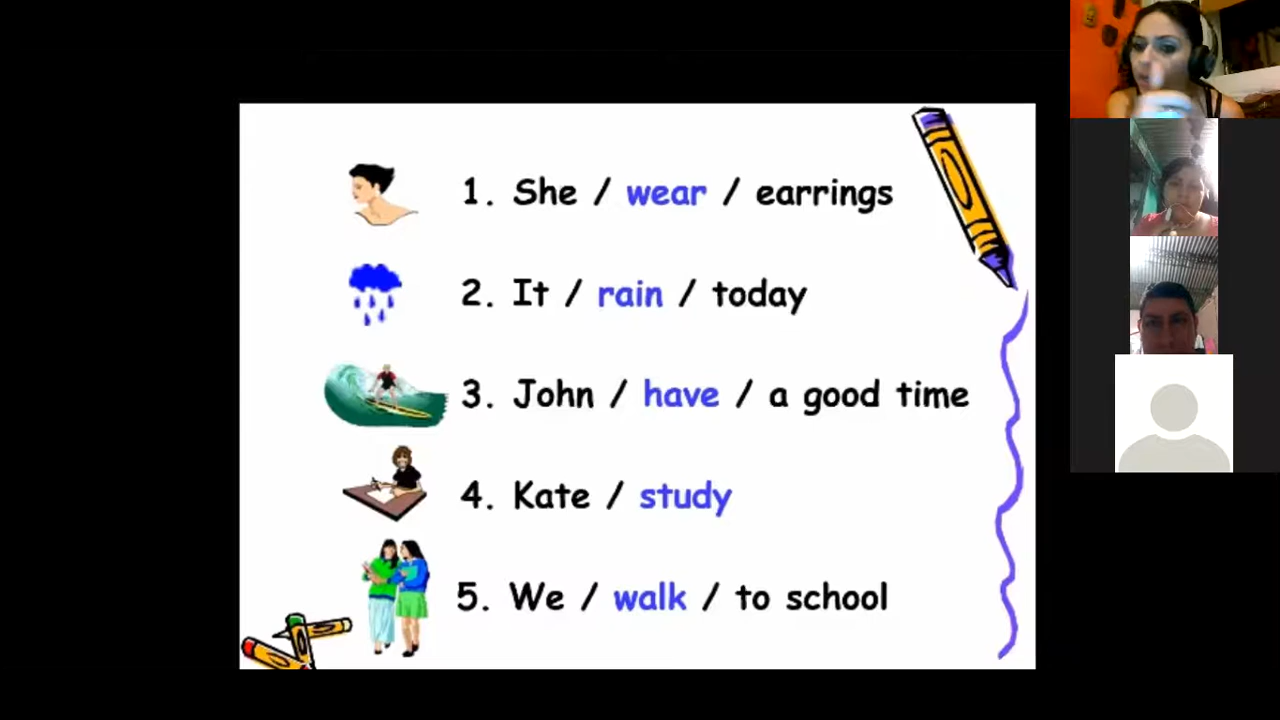 1. She / wear / earrings
2. It / rain / today
3. John / have / a good time
4. Kate / study
5. We / walk / to school